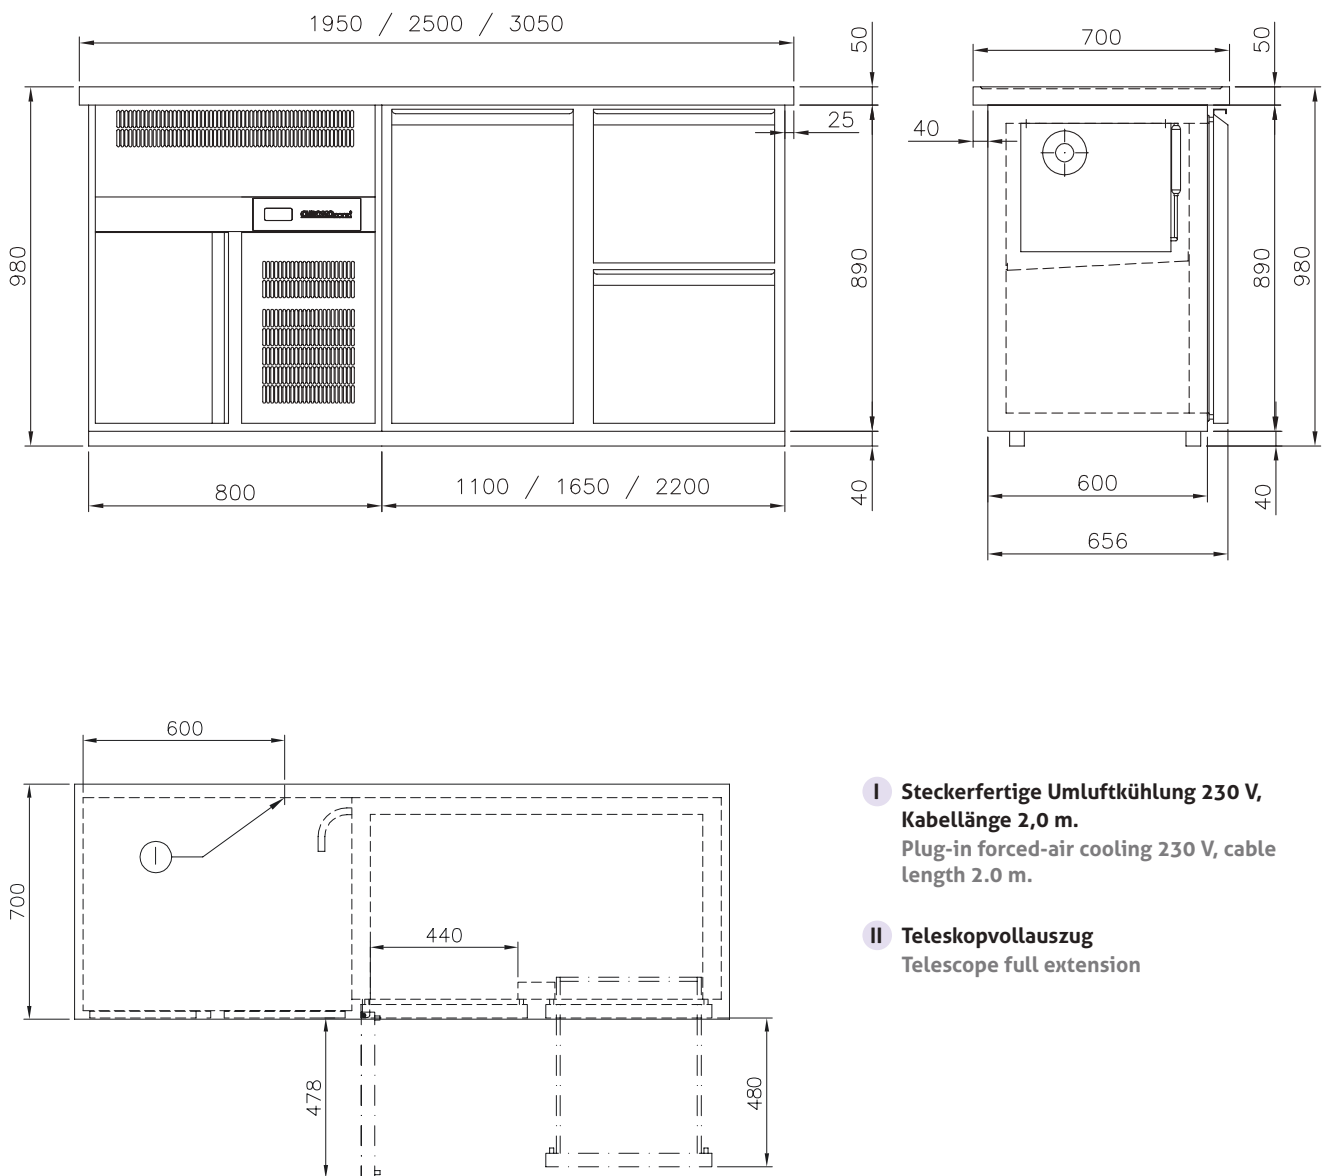 1950 / 2500 / 3050
50
700
50
25
40
980
890
890
980
800
1100 / 1650 / 2200
40
600
40
656
600
700
440
478
480
I
I Steckerfertige Umluftkühlung 230 V,
Kabellänge 2,0 m.
Plug-in forced-air cooling 230 V, cable
length 2.0 m.
II Teleskopvollauszug
Telescope full extension